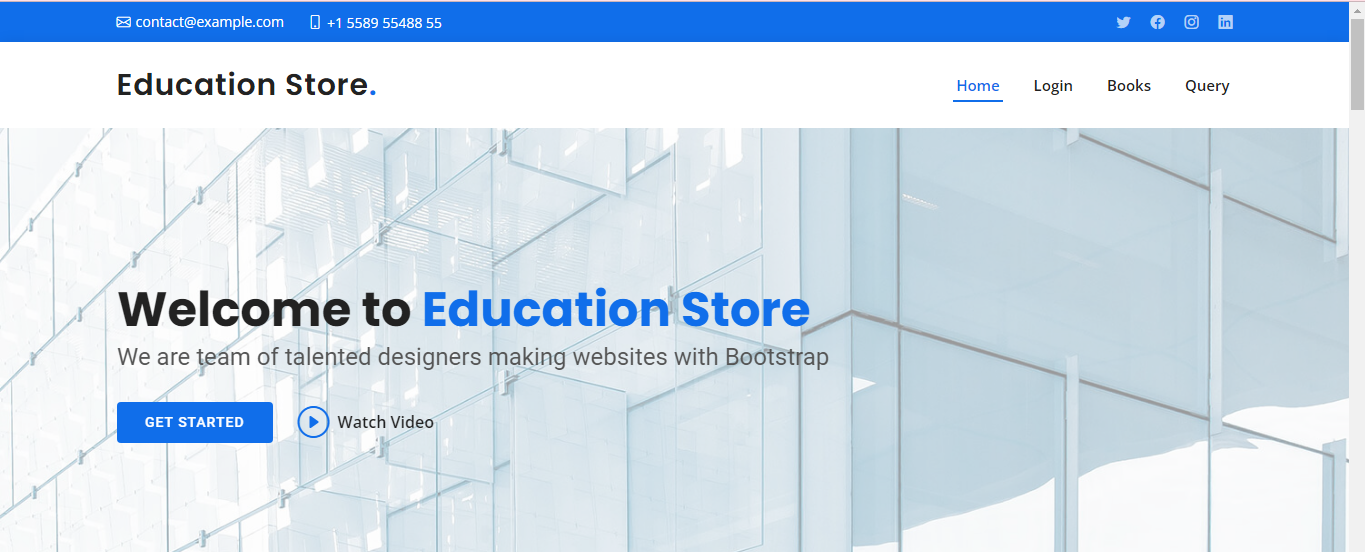 contact@example.com +1 5589 55488 55
Education Store.
Home Login Books Query
Welcome to Education Store
We are team of talented designers making websites with Bootstrap
GET STARTED Watch Video